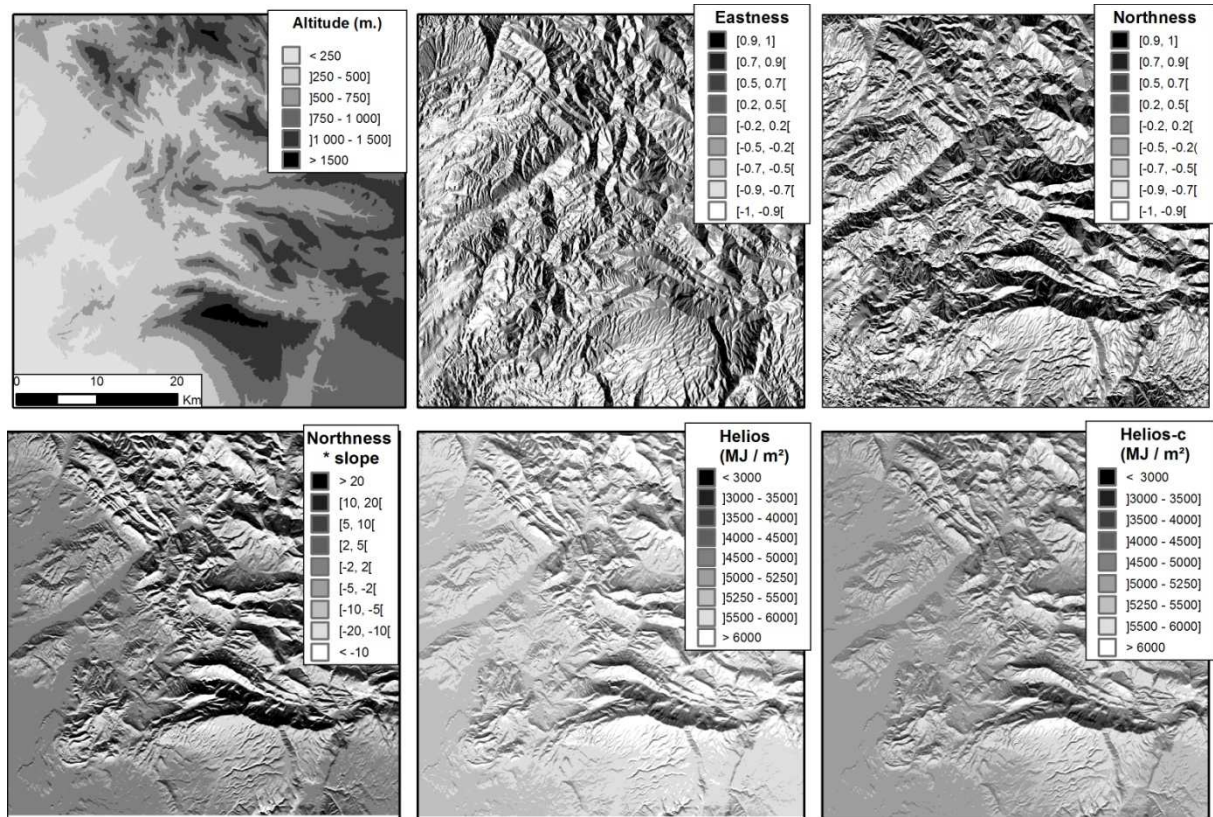 Altitude (m.)
< 250
]250 - 500]
]500 - 750]
]750 - 1 000]
]1 000 - 1 500]
> 1500
0 10 20
Km
Eastness
[0.9, 1]
[0.7, 0.9[
[0.5, 0.7[
[0.2, 0.5[
[-0.2, 0.2[
[-0.5, -0.2[
[-0.7, -0.5[
[-0.9, -0.7[
[-1, -0.9[
Northness
[0.9, 1]
[0.7, 0.9[
[0.5, 0.7[
[0.2, 0.5[
[-0.2, 0.2[
[-0.5, -0.2(
[-0.7, -0.5[
[-0.9, -0.7[
[-1, -0.9[
Northness
* slope
> 20
[10, 20[
[5, 10[
[2, 5[
[-2, 2[
[-5, -2[
[-10, -5[
[-20, -10[
< -10
Helios
(MJ / m²)
< 3000
]3000 - 3500]
]3500 - 4000]
]4000 - 4500]
]4500 - 5000]
]5000 - 5250]
]5250 - 5500]
]5500 - 6000]
> 6000
Helios-c
(MJ / m²)
< 3000
]3000 - 3500]
]3500 - 4000]
]4000 - 4500]
]4500 - 5000]
]5000 - 5250]
]5250 - 5500]
]5500 - 6000]
> 6000